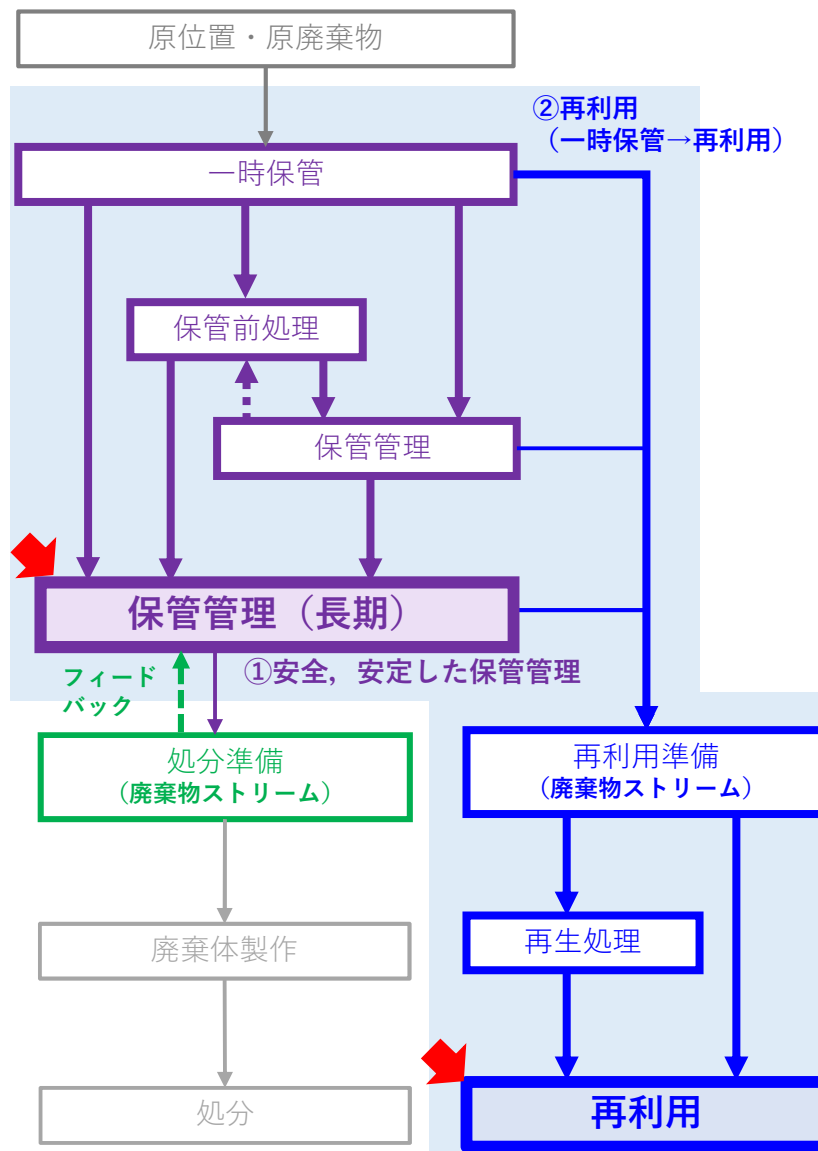 原位置・原廃棄物
②再利用
（一時保管→再利用）
一時保管
保管前処理
保管管理
保管管理（長期）
①安全，安定した保管管理
フィード
バック
処分準備
（廃棄物ストリーム）
再利用準備
（廃棄物ストリーム）
廃棄体製作
再生処理
処分
再利用